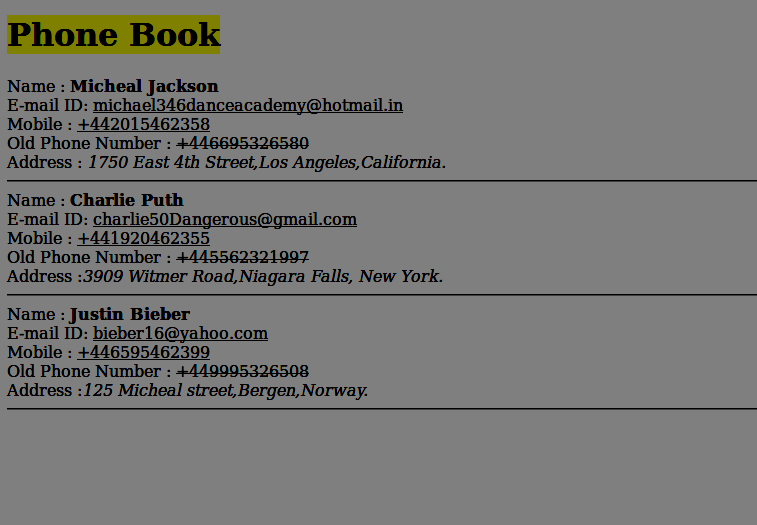 Phone Book
Name : Micheal Jackson
E-mail ID: michael346danceacademy@hotmail.in
Mobile : +442015462358
Old Phone Number : +446695326580
Address : 1750 East 4th Street,Los Angeles,California.
Name : Charlie Puth
E-mail ID: charlie50Dangerous@gmail.com
Mobile : +441920462355
Old Phone Number : +445562321997
Address :3909 Witmer Road,Niagara Falls, New York.
Name : Justin Bieber
E-mail ID: bieber16@yahoo.com
Mobile : +446595462399
Old Phone Number : +449995326508
Address :125 Micheal street,Bergen,Norway.